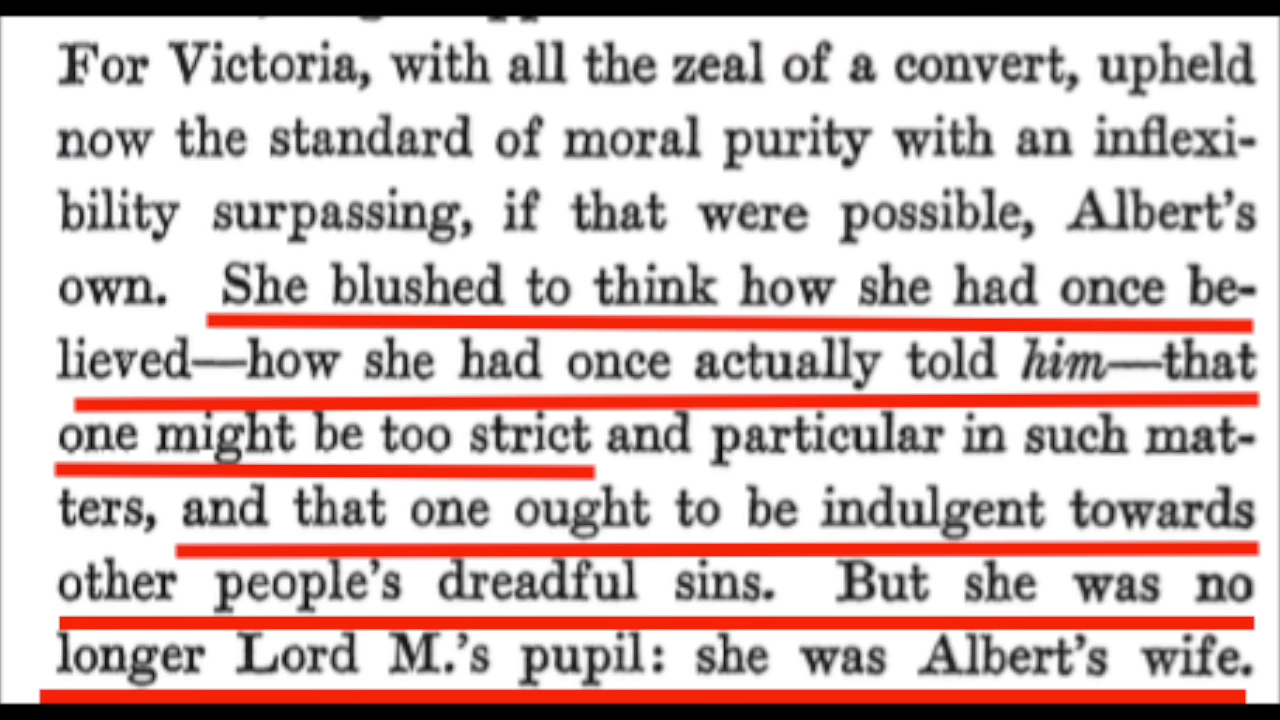 For Victoria, with all the zeal of a convert, upheld
now the standard of moral purity with an inflexi-
bility surpassing, if that were possible, Albert's
own. She blushed to think how she had once be-
lieved—how she had once actually told him—that
one might be too strict and particular in such mat-
ters, and that one ought to be indulgent towards
other people's dreadful sins. But she was no
longer Lord M.'s pupil: she was Albert's wife.